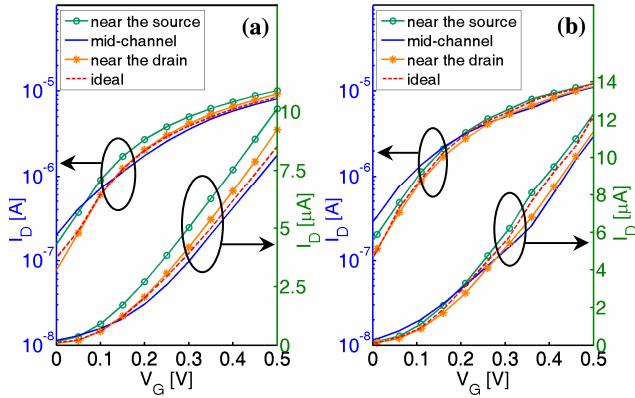 near the source
mid-channel
near the drain
ideal
(a)
10⁻⁵
10⁻⁶
10⁻⁷
10⁻⁸
I_D [A]
10
7.5
5
2.5
0
I_D [μA]
0 0.1 0.2 0.3 0.4 0.5
V_G [V]
near the source
mid-channel
near the drain
ideal
(b)
10⁻⁵
10⁻⁶
10⁻⁷
10⁻⁸
I_D [A]
14
12
10
8
6
4
2
0
I_D [μA]
0 0.1 0.2 0.3 0.4 0.5
V_G [V]